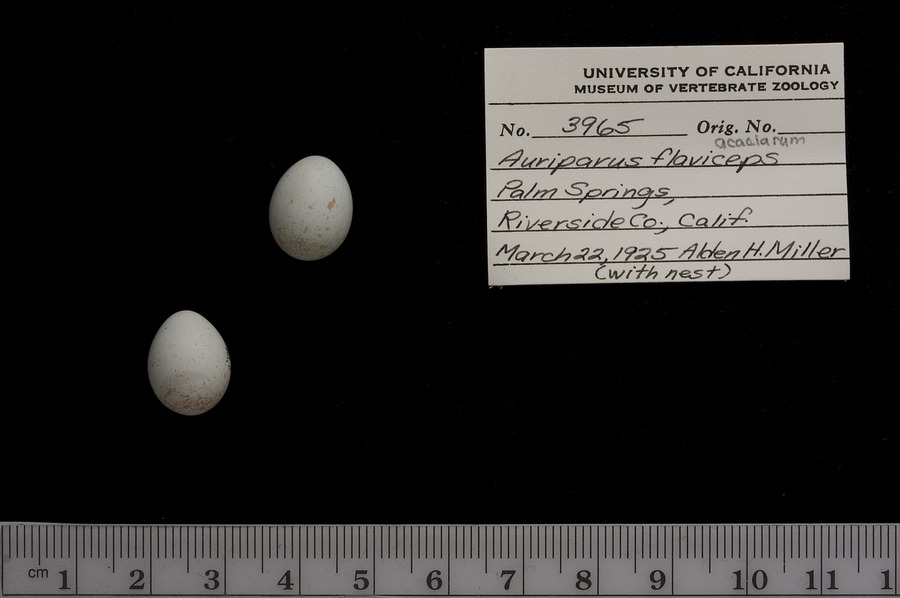 UNIVERSITY OF CALIFORNIA
MUSEUM OF VERTEBRATE ZOOLOGY
No. 3965 Orig. No.
acaciarum
Auriparus flaviceps
Palm Springs,
Riverside Co., Calif.
March 22, 1925 Alden H. Miller
(with nest)
cm 1 2 3 4 5 6 7 8 9 10 11 1